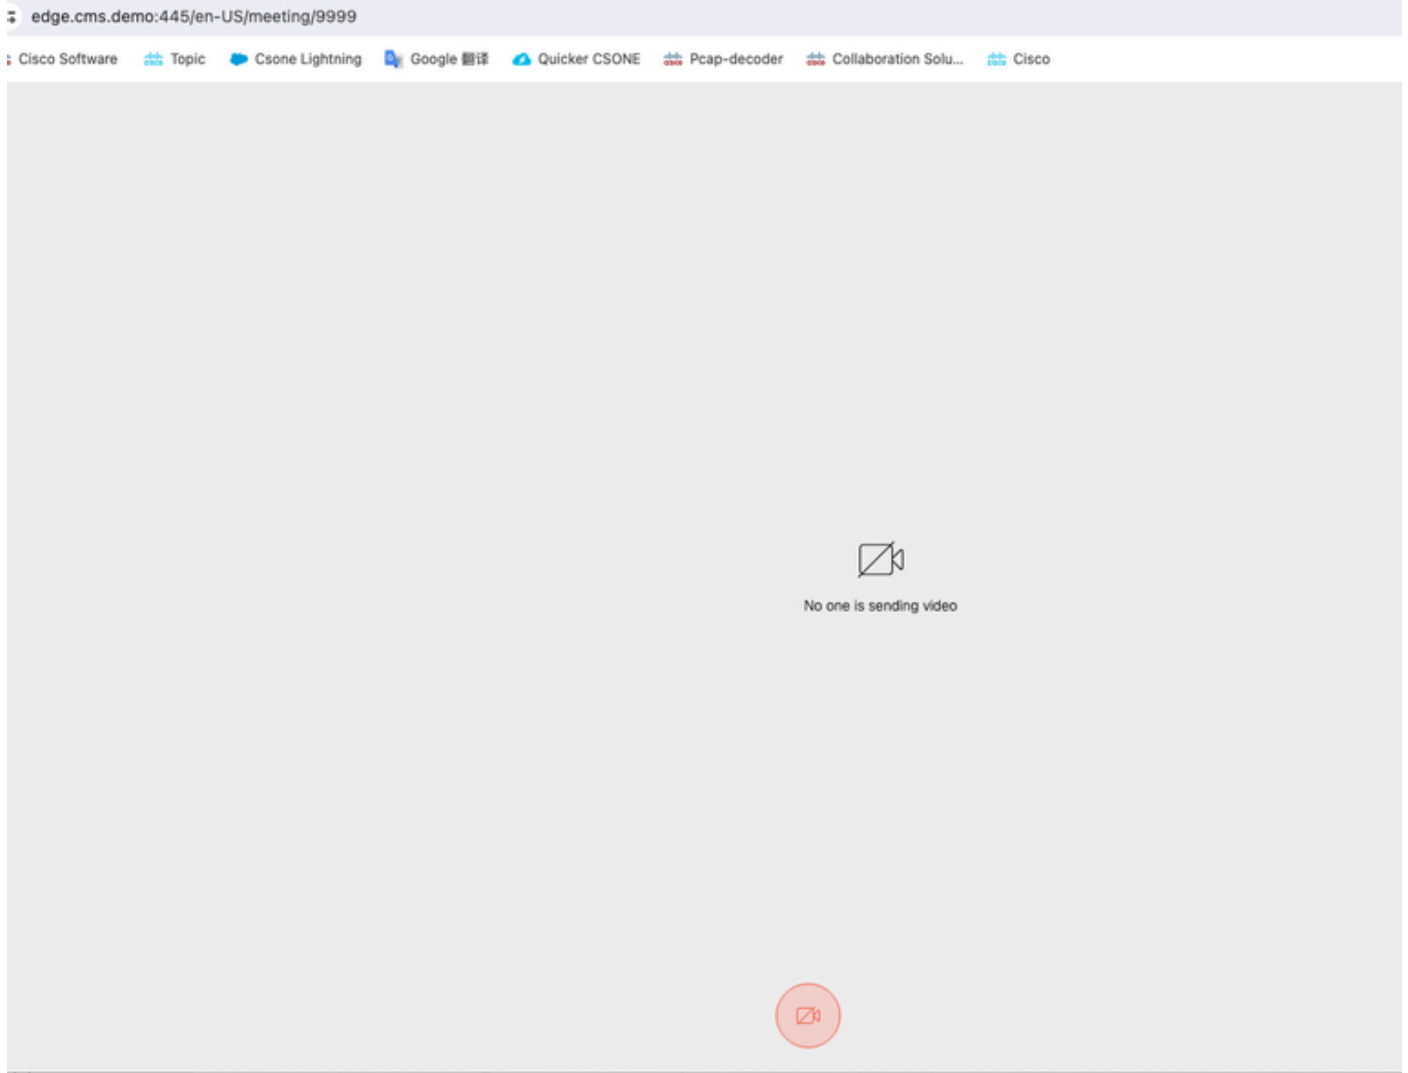 edge.cms.demo:445/en-US/meeting/9999
Cisco Software Topic Csone Lightning Google 翻译 Quicker CSONE Pcap-decoder Collaboration Solu... Cisco
No one is sending video